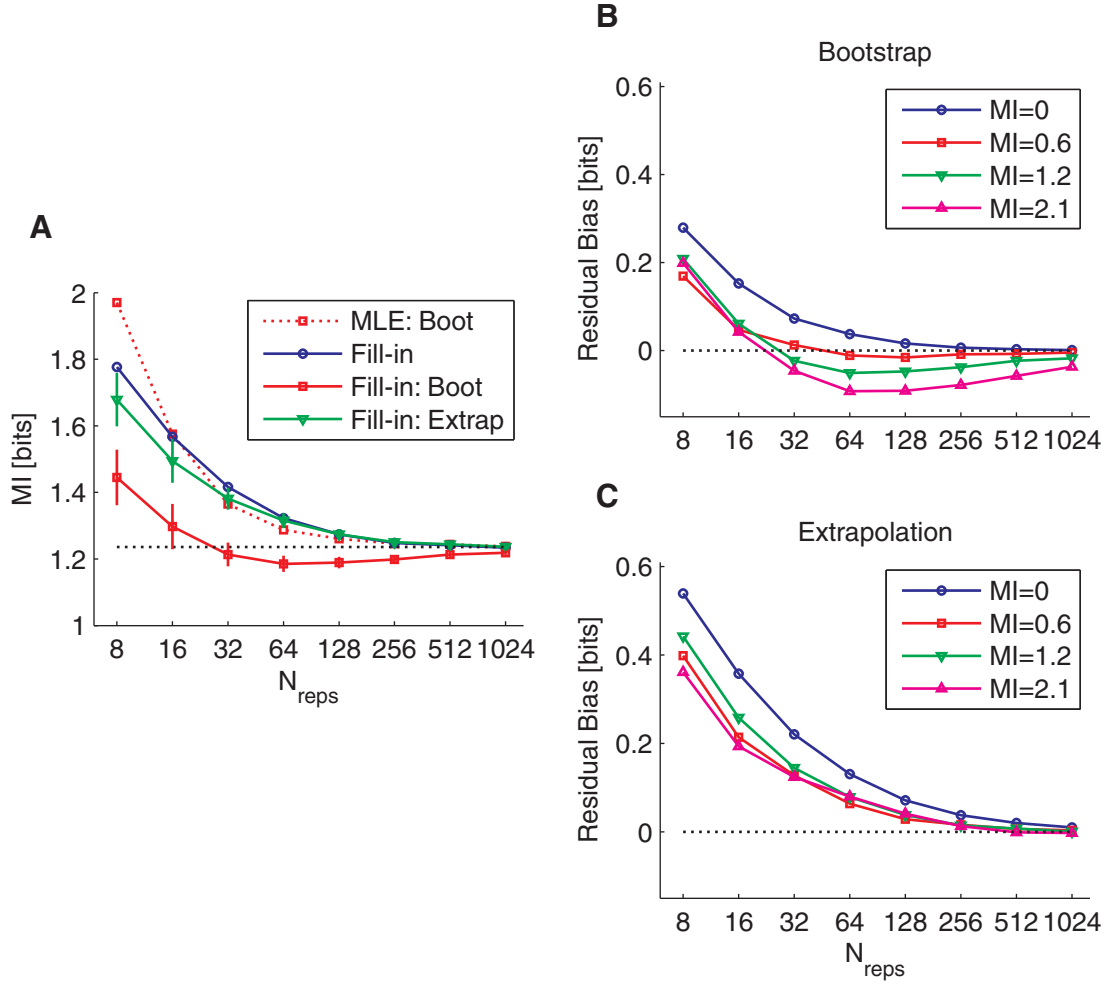 A
MI [bits]
2
1.8
1.6
1.4
1.2
1
MLE: Boot
Fill-in
Fill-in: Boot
Fill-in: Extrap
8 16 32 64 128 256 512 1024
N_reps
B
Bootstrap
Residual Bias [bits]
0.6
0.4
0.2
0
MI=0
MI=0.6
MI=1.2
MI=2.1
8 16 32 64 128 256 512 1024
C
Extrapolation
Residual Bias [bits]
0.6
0.4
0.2
0
MI=0
MI=0.6
MI=1.2
MI=2.1
8 16 32 64 128 256 512 1024
N_reps